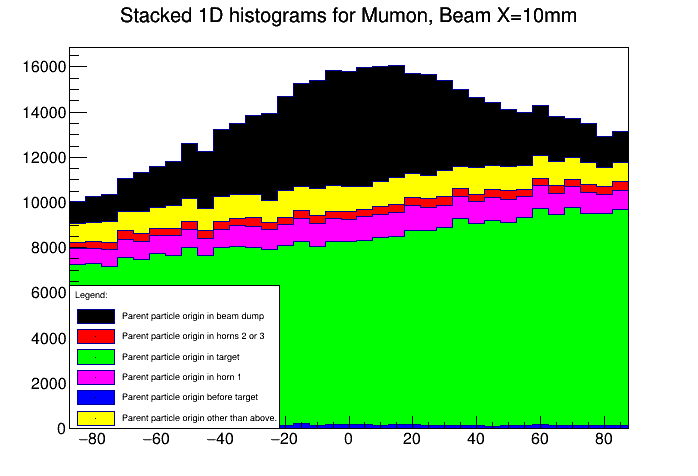 Stacked 1D histograms for Mumon, Beam X=10mm
16000
14000
12000
10000
8000
6000
4000
2000
0
Legend:
Parent particle origin in beam dump
Parent particle origin in horns 2 or 3
Parent particle origin in target
Parent particle origin in horn 1
Parent particle origin before target
Parent particle origin other than above.
−80 −60 −40 −20 0 20 40 60 80